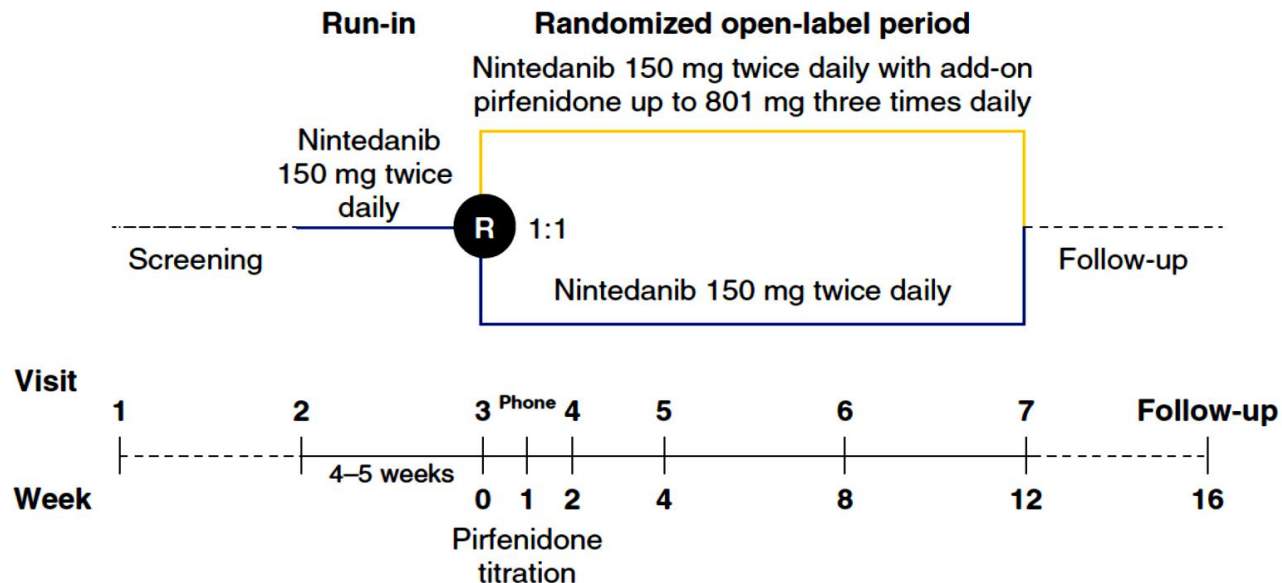 Run-in
Randomized open-label period
Nintedanib 150 mg twice daily with add-on
pirfenidone up to 801 mg three times daily
Nintedanib
150 mg twice
daily
R
1:1
Screening
Follow-up
Nintedanib 150 mg twice daily
Visit
1 2 3 Phone 4 5 6 7 Follow-up
4–5 weeks
Week
0 1 2 4 8 12 16
Pirfenidone
titration